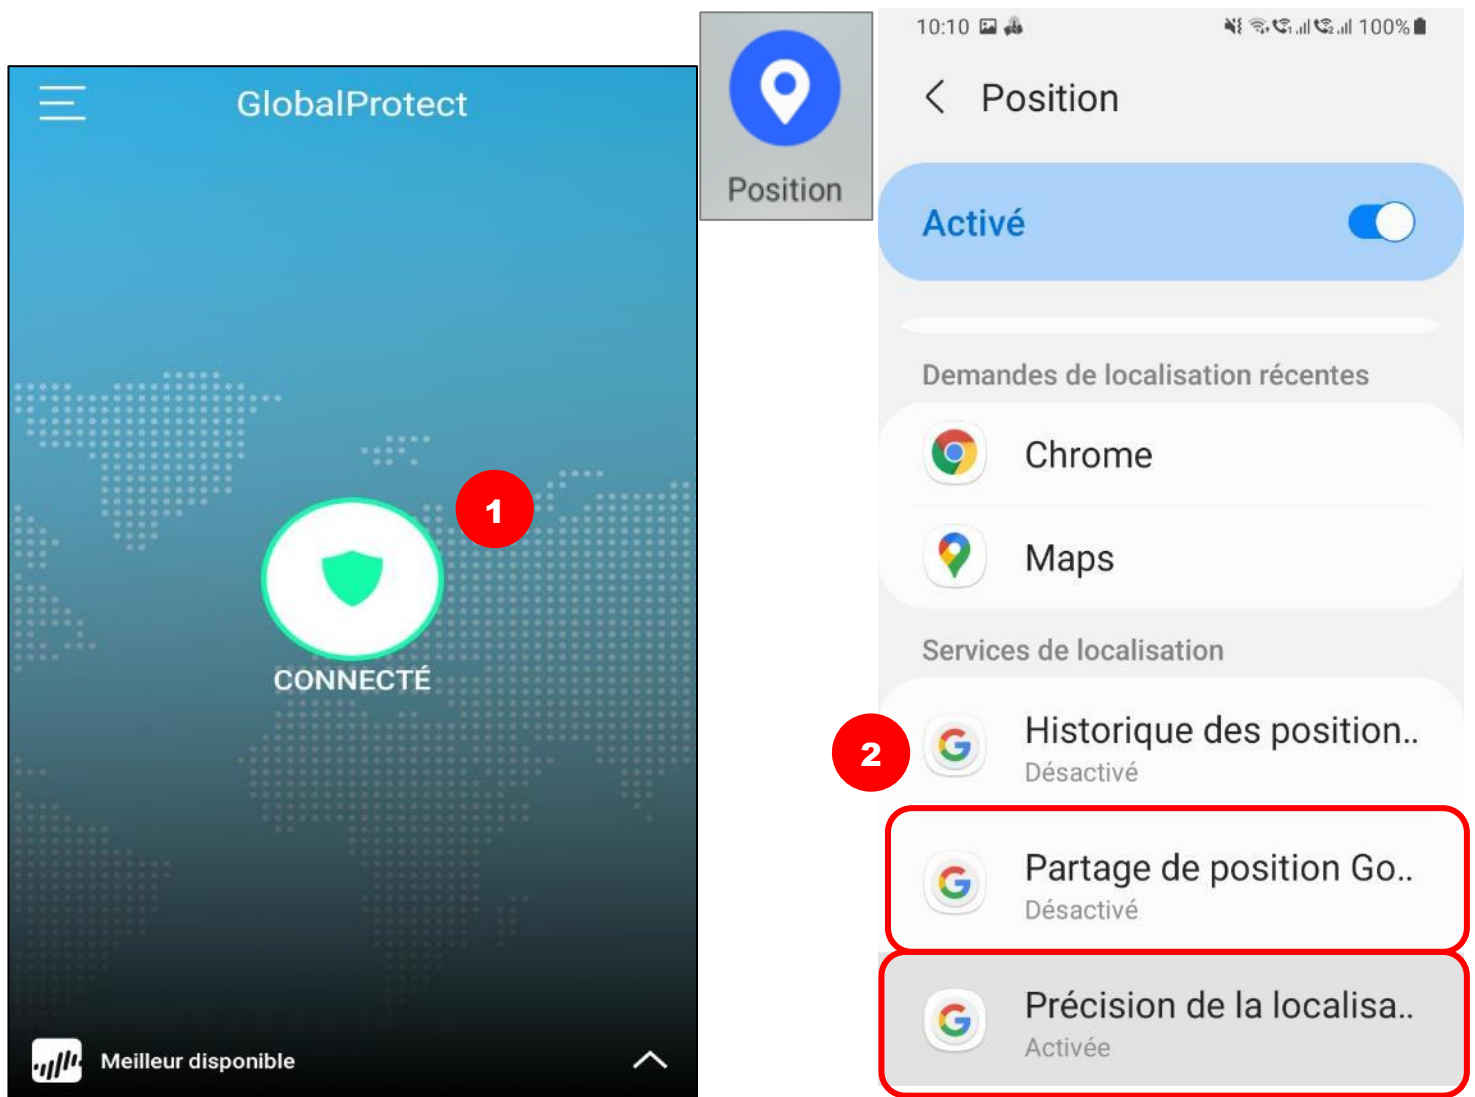 GlobalProtect
1
CONNECTÉ
Meilleur disponible
Position
10:10
100%
Position
Activé
Demandes de localisation récentes
Chrome
Maps
Services de localisation
2
Historique des position..
Désactivé
Partage de position Go..
Désactivé
Précision de la localisa..
Activée